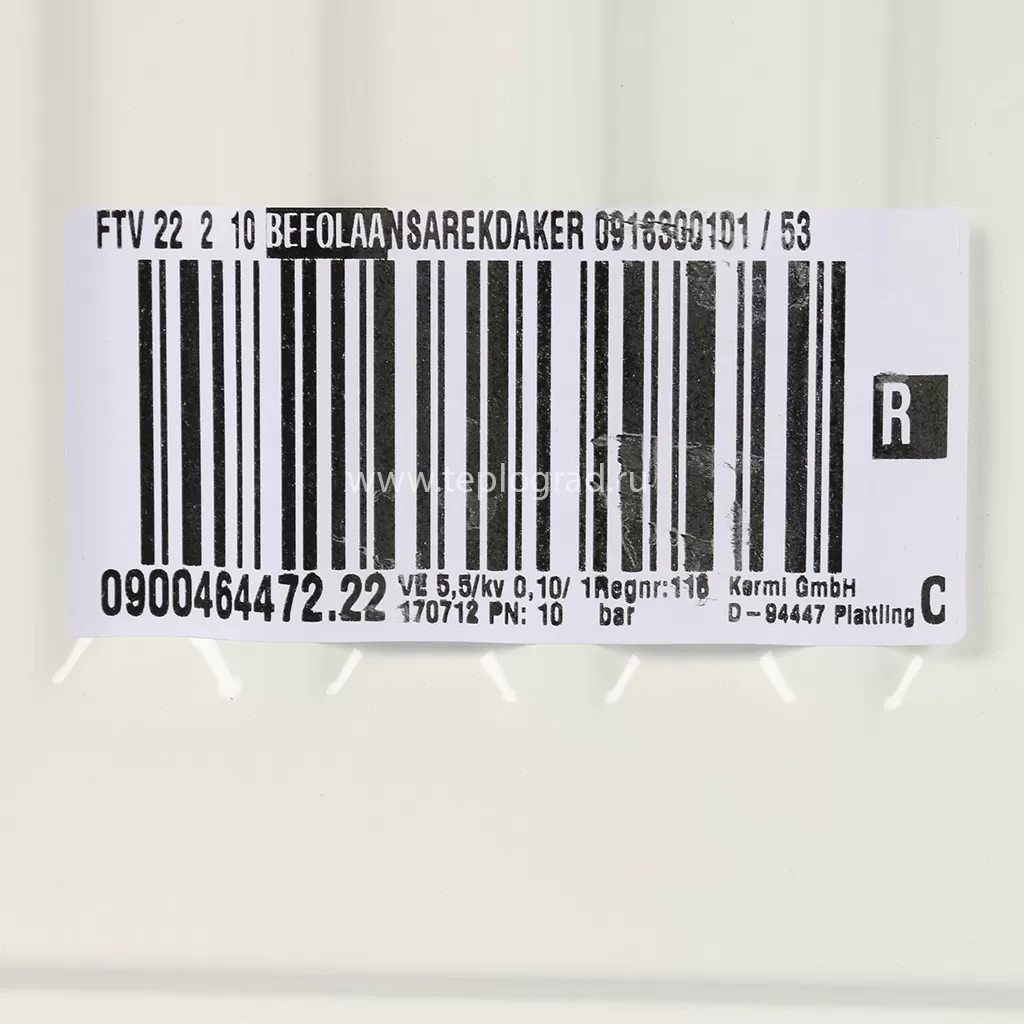 FTV 22 2 10 BEFOLAANSAREKDAKER 0916300101 / 53
R
www.teplograd.ru
0900464472.22 VE 5,5/kv 0,10/ 1Regnr:116 Kermi GmbH
170712 PN: 10 bar D-94447 Plattling C